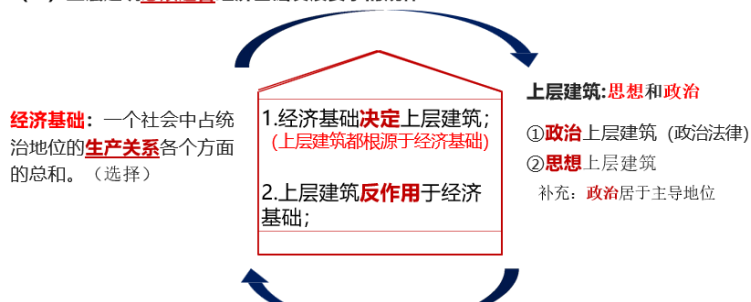 经济基础：一个社会中占统
治地位的生产关系各个方面
的总和。（选择）
1.经济基础决定上层建筑；
(上层建筑都根源于经济基础)
2.上层建筑反作用于经济
基础；
上层建筑:思想和政治
①政治上层建筑（政治法律）
②思想上层建筑
补充：政治居于主导地位